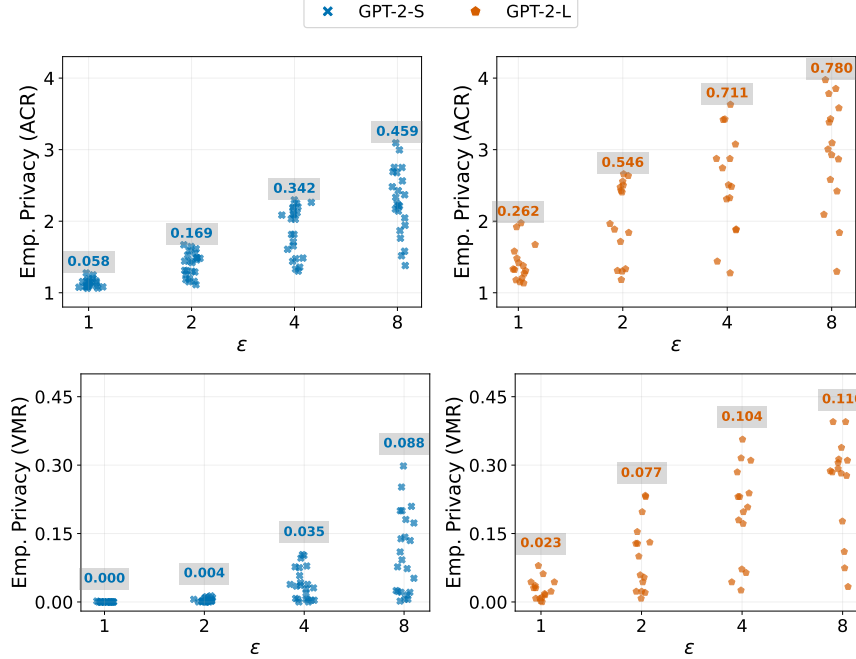 GPT-2-S GPT-2-L
Emp. Privacy (ACR)
4
3
2
1
0.058
0.169
0.342
0.459
1 2 4 8
ε
Emp. Privacy (ACR)
4
3
2
1
0.262
0.546
0.711
0.780
1 2 4 8
ε
Emp. Privacy (VMR)
0.45
0.30
0.15
0.00
0.000
0.004
0.035
0.088
1 2 4 8
ε
Emp. Privacy (VMR)
0.45
0.30
0.15
0.00
0.023
0.077
0.104
1 2 4 8
ε